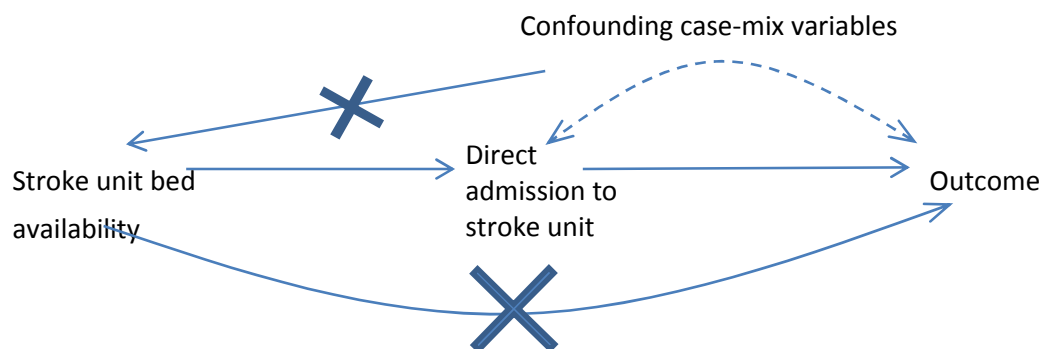 Confounding case-mix variables
Stroke unit bed
availability
Direct
admission to
stroke unit
Outcome